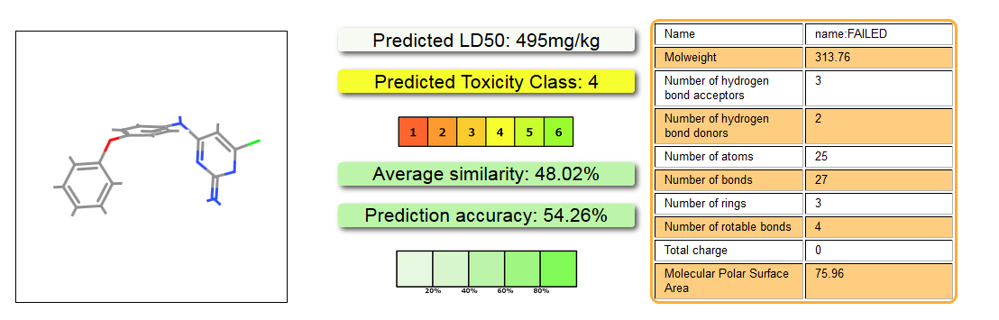 Predicted LD50: 495mg/kg
Predicted Toxicity Class: 4
1 2 3 4 5 6
Average similarity: 48.02%
Prediction accuracy: 54.26%
20% 40% 60% 80%
Name name:FAILED
Molweight 313.76
Number of hydrogen
bond acceptors 3
Number of hydrogen
bond donors 2
Number of atoms 25
Number of bonds 27
Number of rings 3
Number of rotable bonds 4
Total charge 0
Molecular Polar Surface
Area 75.96